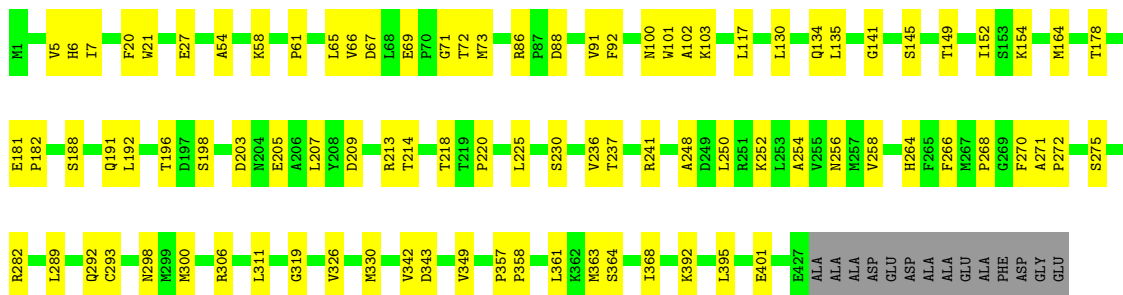 M1 V5 H6 I7 F20 W21 E27 A54 K58 P61 L65 V66 D67 L68 E69 P70 G71 T72 M73 R86 P87 D88 V91 F92 N100 W101 A102 K103 L117 L130 Q134 L135 G141 S145 T149 I152 S153 K154 M164 T178
E181 P182 S188 Q191 L192 T196 D197 S198 D203 N204 E205 A206 L207 Y208 D209 R213 T214 T218 T219 P220 L225 S230 V236 T237 R241 A248 D249 L250 R251 K252 L253 A254 V255 N256 M257 V258 H264 F265 F266 M267 P268 G269 F270 A271 P272 S275
R282 L289 Q292 C293 N298 M299 M300 R306 L311 G319 V326 M330 V342 D343 V349 P357 P358 L361 K362 M363 S364 I368 K392 L395 E401 E427 ALA ALA ALA ASP GLU ASP ALA ALA GLU ALA PHE ASP GLY GLU